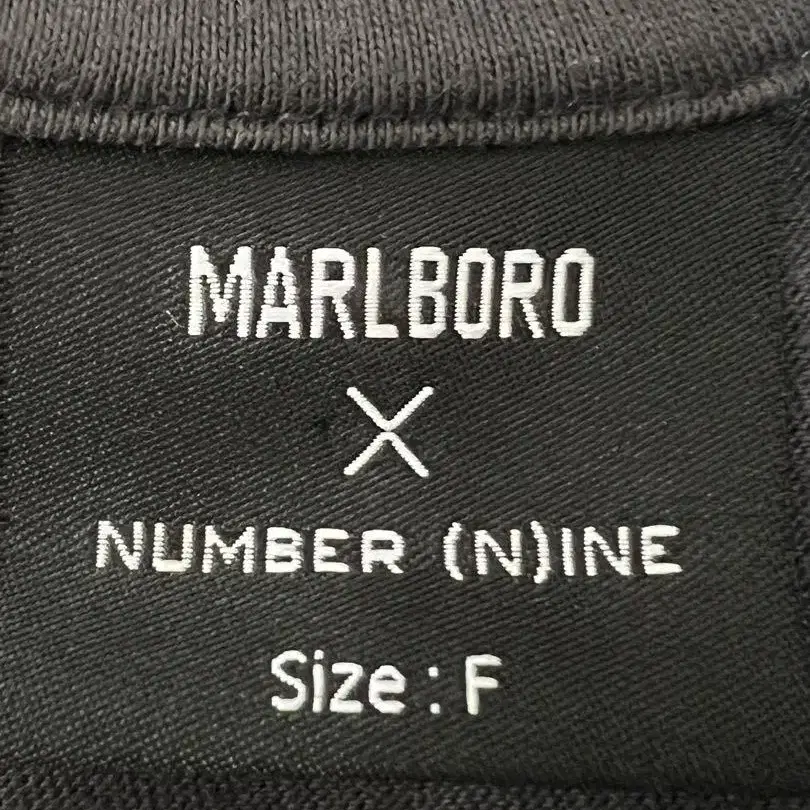 MARLBORO
X
NUMBER (N)INE
Size : F